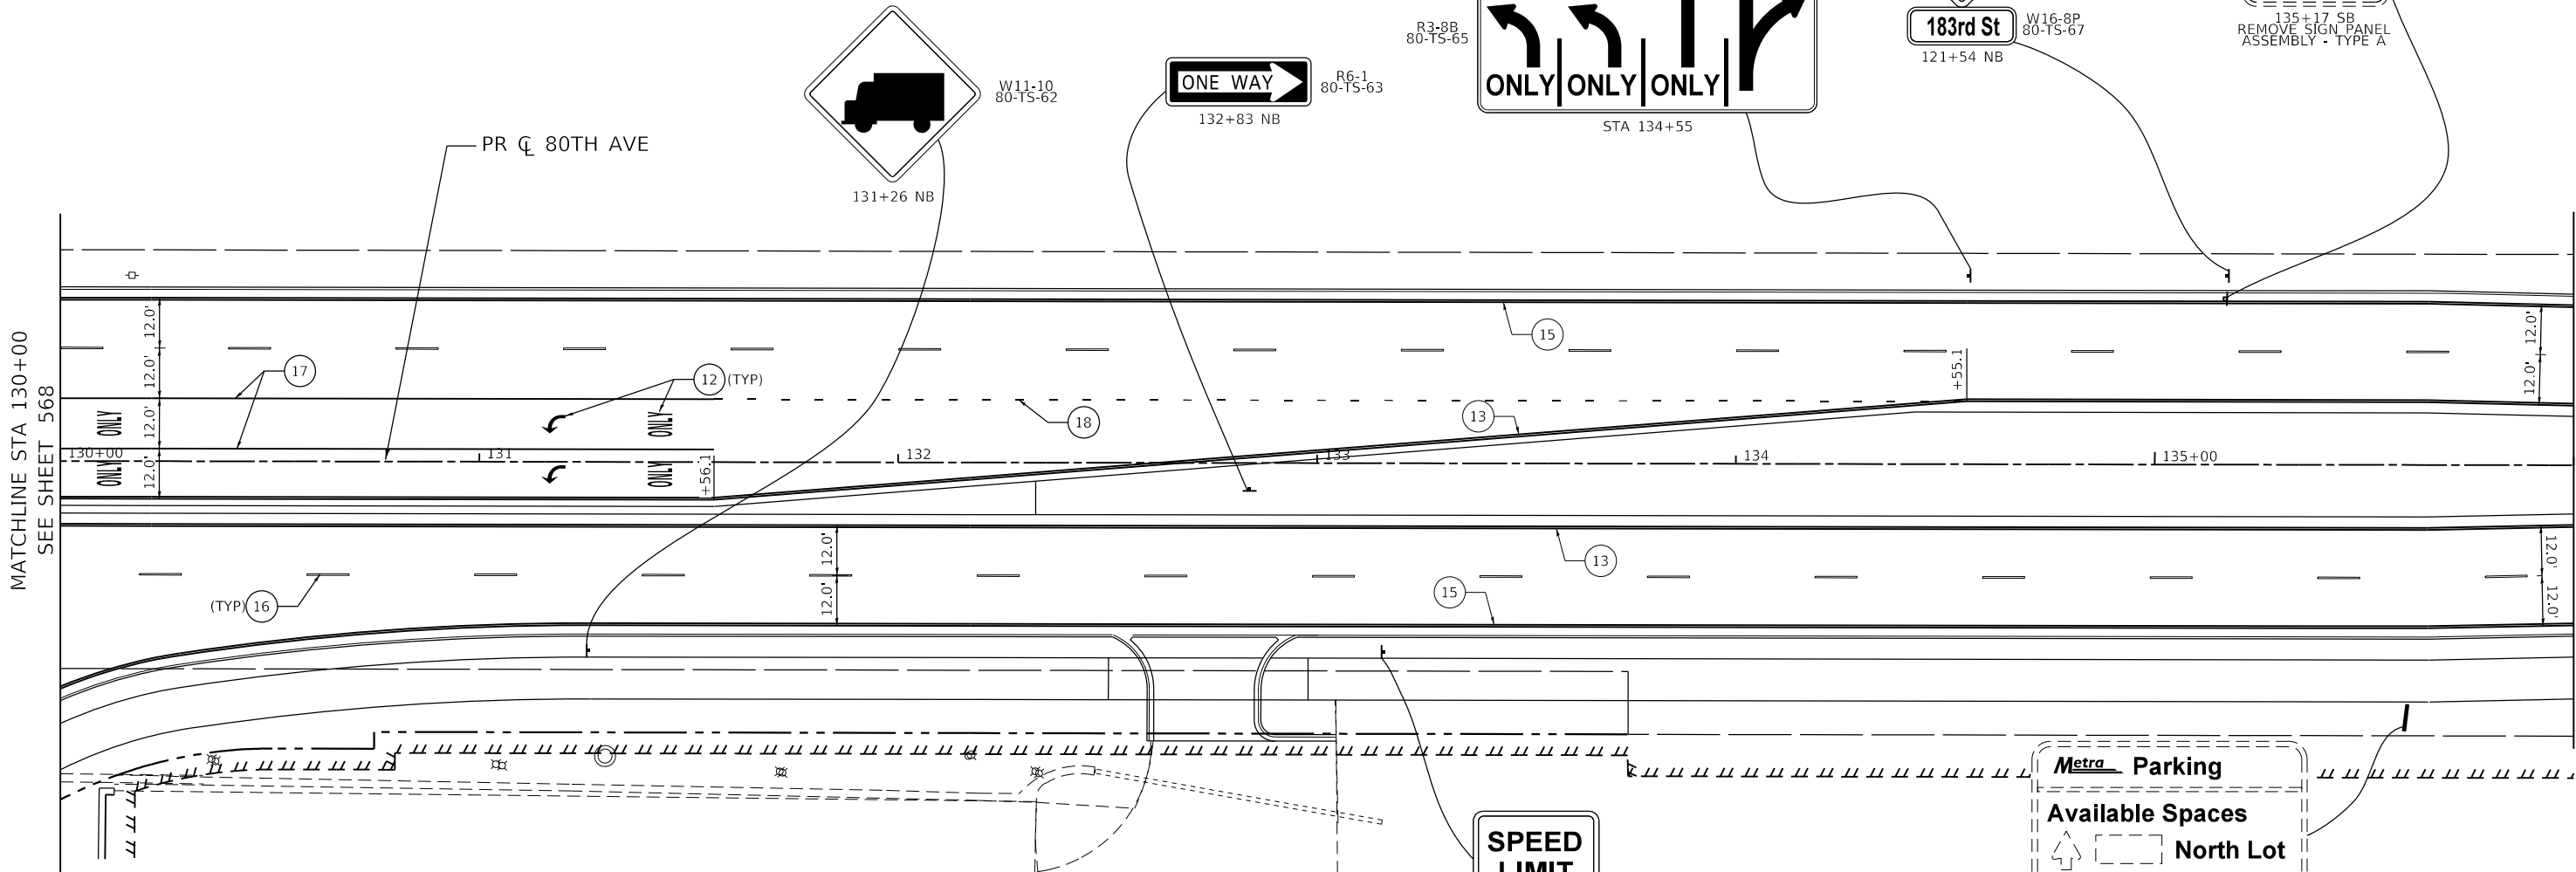 R3-8B
80-TS-65
ONLY ONLY ONLY
STA 134+55
183rd St
W16-8P
80-TS-67
121+54 NB
135+17 SB
REMOVE SIGN PANEL
ASSEMBLY - TYPE A
W11-10
80-TS-62
131+26 NB
ONE WAY
R6-1
80-TS-63
132+83 NB
PR ℄ 80TH AVE
MATCHLINE STA 130+00
SEE SHEET 568
12.0'
12.0'
12.0'
12.0'
17
12 (TYP)
18
15
13
+55.1
12.0'
12.0'
ONLY
ONLY
ONLY
ONLY
130+00
131
+56.1
132
133
134
135+00
12.0'
12.0'
(TYP) 16
13
15
12.0'
12.0'
SPEED
LIMIT
Metra Parking
Available Spaces
North Lot